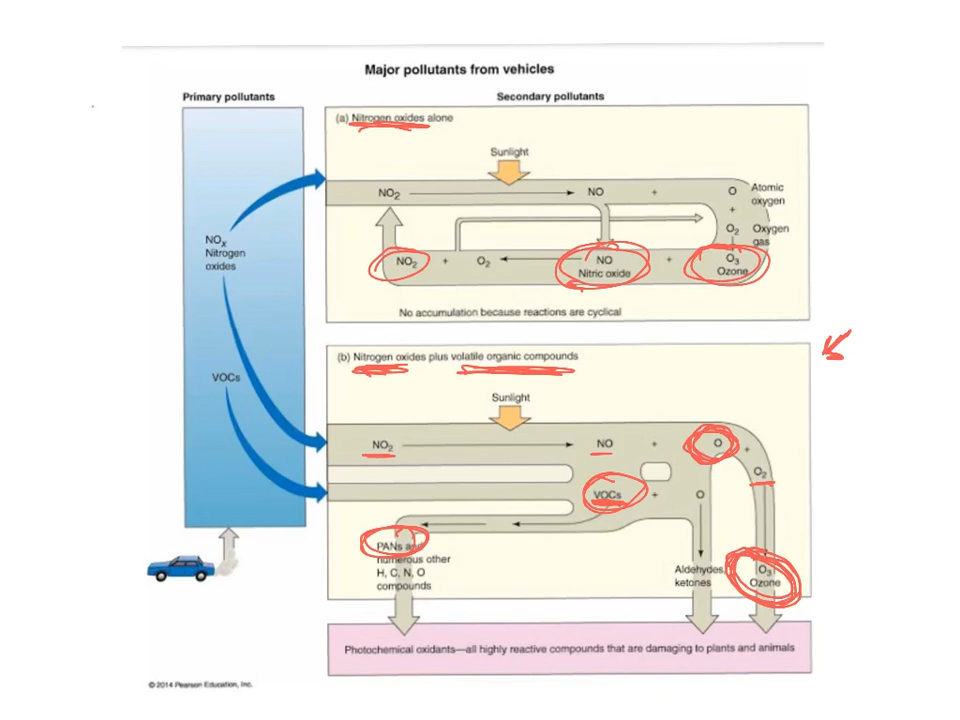 Major pollutants from vehicles
Primary pollutants
Secondary pollutants
(a) Nitrogen oxides alone
Sunlight
NO2 NO + O Atomic oxygen
+
O2 Oxygen gas
NO2 + O2 NO + O3
Nitric oxide Ozone
No accumulation because reactions are cyclical
NOx
Nitrogen
oxides
VOCs
(b) Nitrogen oxides plus volatile organic compounds
Sunlight
NO2 NO + O +
O2
VOCs + O
PANs and
numerous other
H, C, N, O
compounds
Aldehydes,
ketones
O3
Ozone
Photochemical oxidants—all highly reactive compounds that are damaging to plants and animals
© 2014 Pearson Education, Inc.